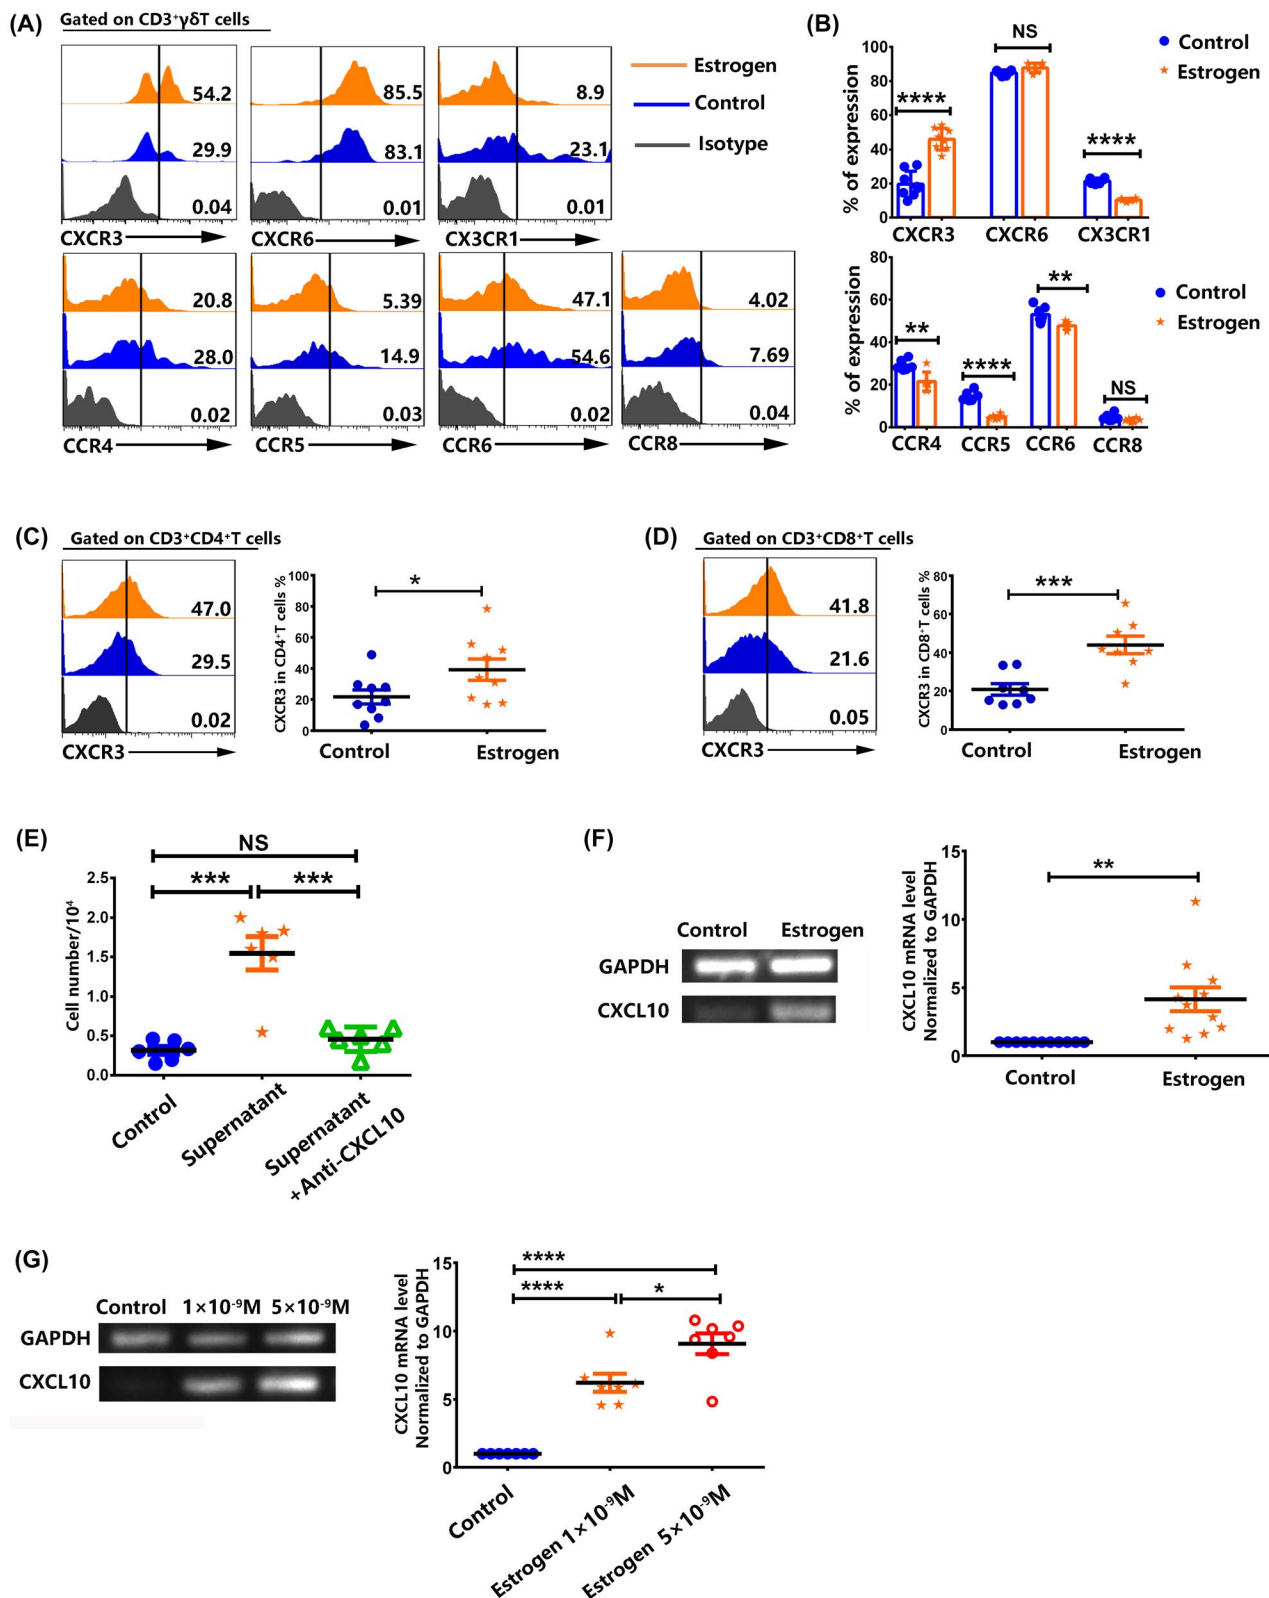 (A) Gated on CD3⁺γδT cells
54.2
29.9
0.04
CXCR3
85.5
83.1
0.01
CXCR6
8.9
23.1
0.01
CX3CR1
Estrogen
Control
Isotype
20.8
28.0
0.02
CCR4
5.39
14.9
0.03
CCR5
47.1
54.6
0.02
CCR6
4.02
7.69
0.04
CCR8
(B)
% of expression
100
80
60
40
20
0
****
NS
****
CXCR3 CXCR6 CX3CR1
Control
Estrogen
% of expression
80
60
40
20
0
**
****
**
NS
CCR4 CCR5 CCR6 CCR8
Control
Estrogen
(C) Gated on CD3⁺CD4⁺T cells
47.0
29.5
0.02
CXCR3
CXCR3 in CD4⁺T cells %
100
80
60
40
20
0
*
Control Estrogen
(D) Gated on CD3⁺CD8⁺T cells
41.8
21.6
0.05
CXCR3
CXCR3 in CD8⁺T cells %
80
60
40
20
0
***
Control Estrogen
(E)
NS
*** ***
Cell number/10⁴
2.5
2.0
1.5
1.0
0.5
0.0
Control
Supernatant
Supernatant
+Anti-CXCL10
(F)
Control Estrogen
GAPDH
CXCL10
CXCL10 mRNA level
Normalized to GAPDH
15
10
5
0
**
Control Estrogen
(G)
Control 1×10⁻⁹M 5×10⁻⁹M
GAPDH
CXCL10
CXCL10 mRNA level
Normalized to GAPDH
15
10
5
0
****
**** *
Control
Estrogen 1×10⁻⁹M
Estrogen 5×10⁻⁹M